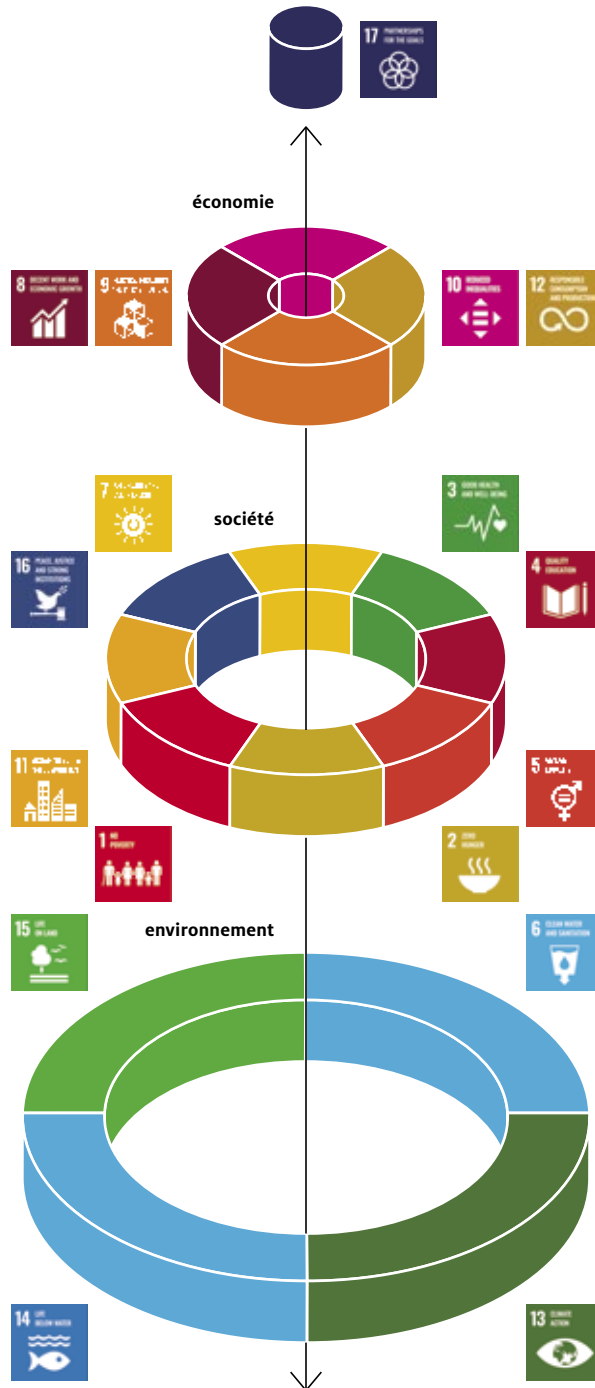 17 PARTNERSHIPS
FOR THE GOALS
économie
8 DECENT WORK AND
ECONOMIC GROWTH
9
10 REDUCED
INEQUALITIES
12 RESPONSIBLE
CONSUMPTION
AND PRODUCTION
7
société
3 GOOD HEALTH
AND WELL-BEING
16 PEACE, JUSTICE
AND STRONG
INSTITUTIONS
4 QUALITY
EDUCATION
11
5
1 NO
POVERTY
2 ZERO
HUNGER
15 LIFE
ON LAND
environnement
6 CLEAN WATER
AND SANITATION
14 LIFE
BELOW WATER
13 CLIMATE
ACTION